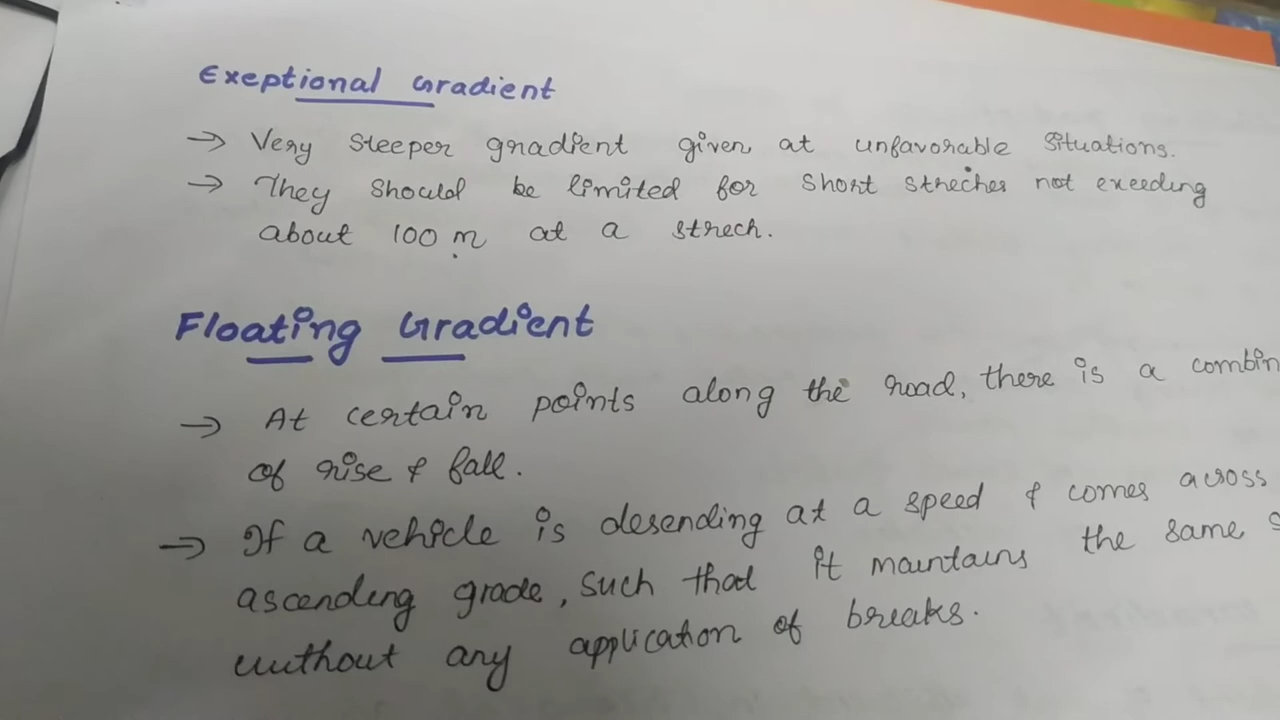 Exeptional Gradient
→ Very steeper gradient given at unfavorable situations.
→ They should be limited for short streches not exeeding
about 100 m at a strech.
Floating Gradient
→ At certain points along the road, there is a combin
of rise & fall.
→ If a vehicle is desending at a speed & comes across
ascending grade, such that it maintains the same s
without any application of breaks.